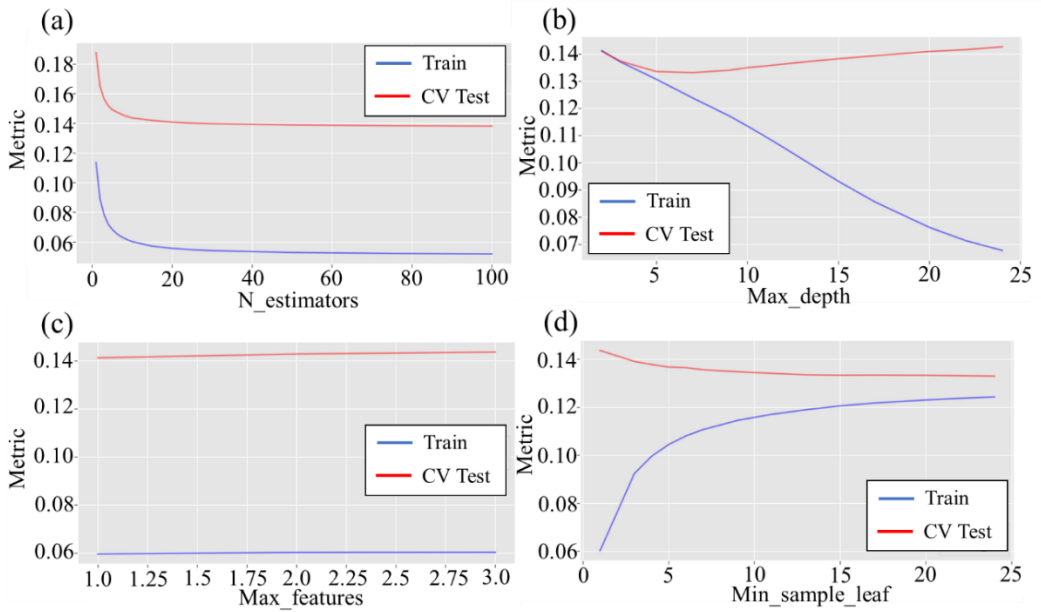 (a)
Metric
0.18
0.16
0.14
0.12
0.10
0.08
0.06
Train
CV Test
0 20 40 60 80 100
N_estimators
(b)
Metric
0.14
0.13
0.12
0.11
0.10
0.09
0.08
0.07
Train
CV Test
5 10 15 20 25
Max_depth
(c)
Metric
0.14
0.12
0.10
0.08
0.06
Train
CV Test
1.0 1.25 1.5 1.75 2.0 2.25 2.5 2.75 3.0
Max_features
(d)
Metric
0.14
0.12
0.10
0.08
0.06
Train
CV Test
0 5 10 15 20 25
Min_sample_leaf